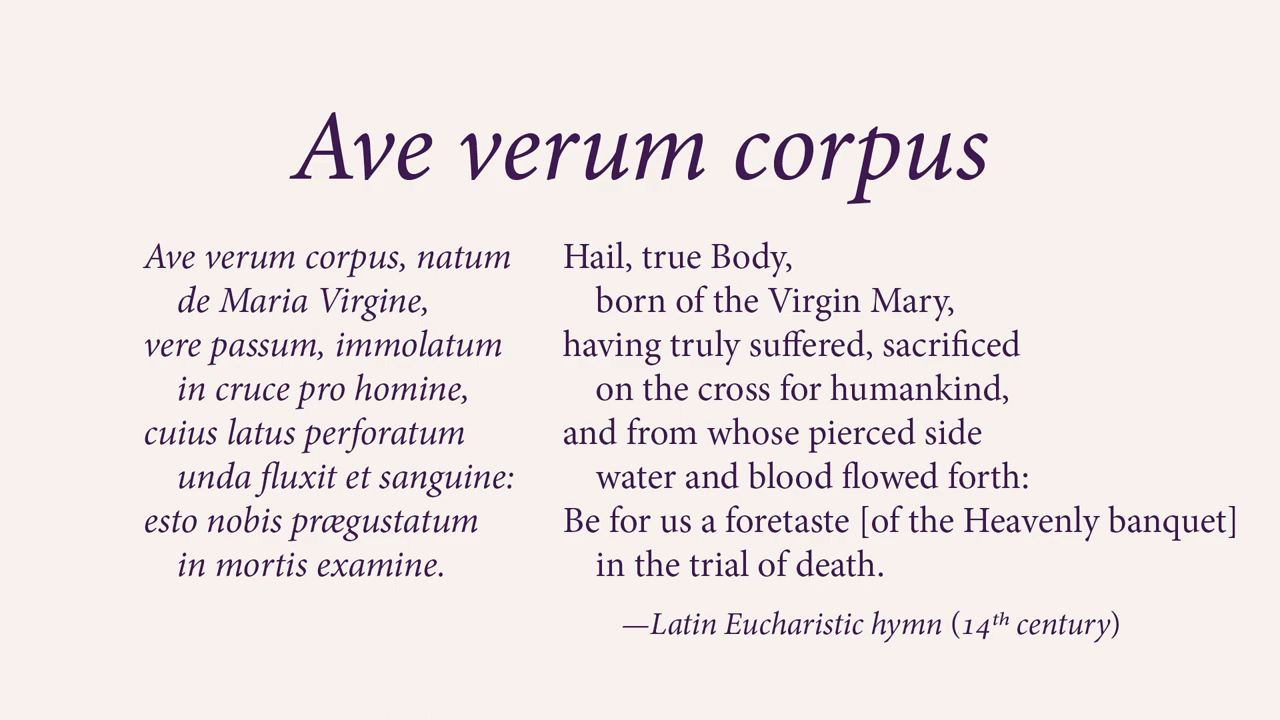 Ave verum corpus
Ave verum corpus, natum
de Maria Virgine,
vere passum, immolatum
in cruce pro homine,
cuius latus perforatum
unda fluxit et sanguine:
esto nobis prægustatum
in mortis examine.
Hail, true Body,
born of the Virgin Mary,
having truly suffered, sacrificed
on the cross for humankind,
and from whose pierced side
water and blood flowed forth:
Be for us a foretaste [of the Heavenly banquet]
in the trial of death.
—Latin Eucharistic hymn (14th century)